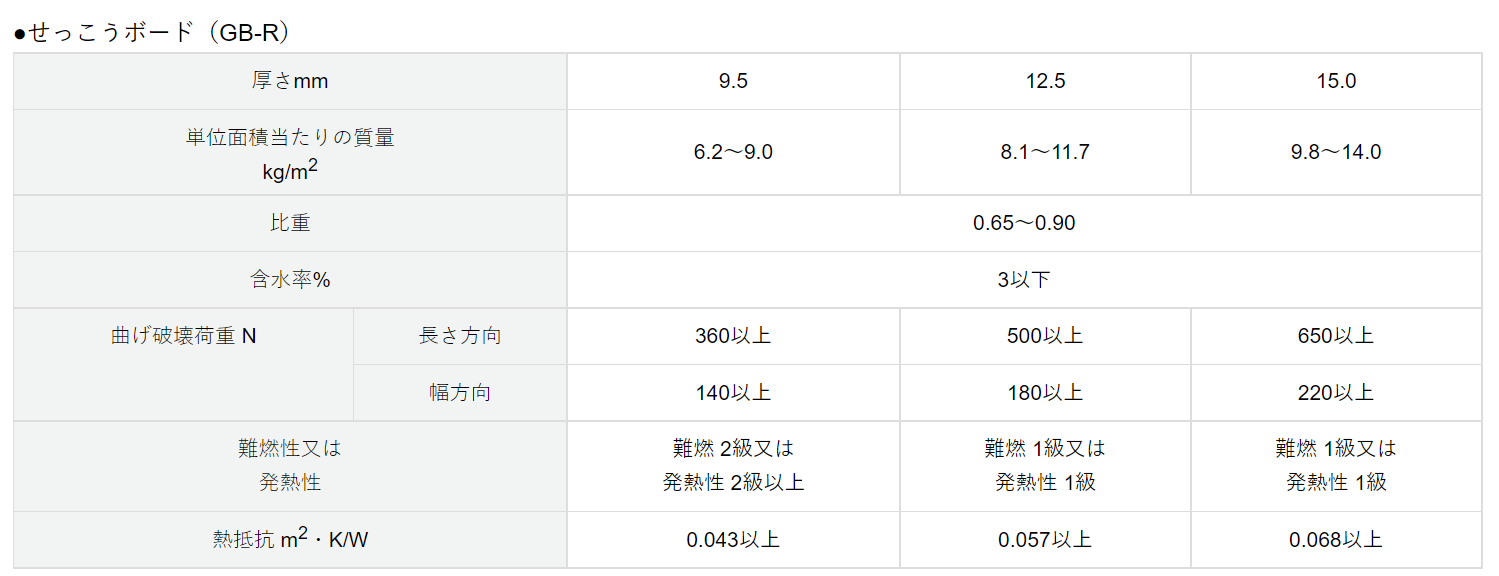 ●せっこうボード（GB-R）
厚さmm 9.5 12.5 15.0
単位面積当たりの質量
kg/m2 6.2～9.0 8.1～11.7 9.8～14.0
比重 0.65～0.90
含水率% 3以下
曲げ破壊荷重 N 長さ方向 360以上 500以上 650以上
幅方向 140以上 180以上 220以上
難燃性又は 難燃 2級又は 難燃 1級又は 難燃 1級又は
発熱性 発熱性 2級以上 発熱性 1級 発熱性 1級
熱抵抗 m2・K/W 0.043以上 0.057以上 0.068以上